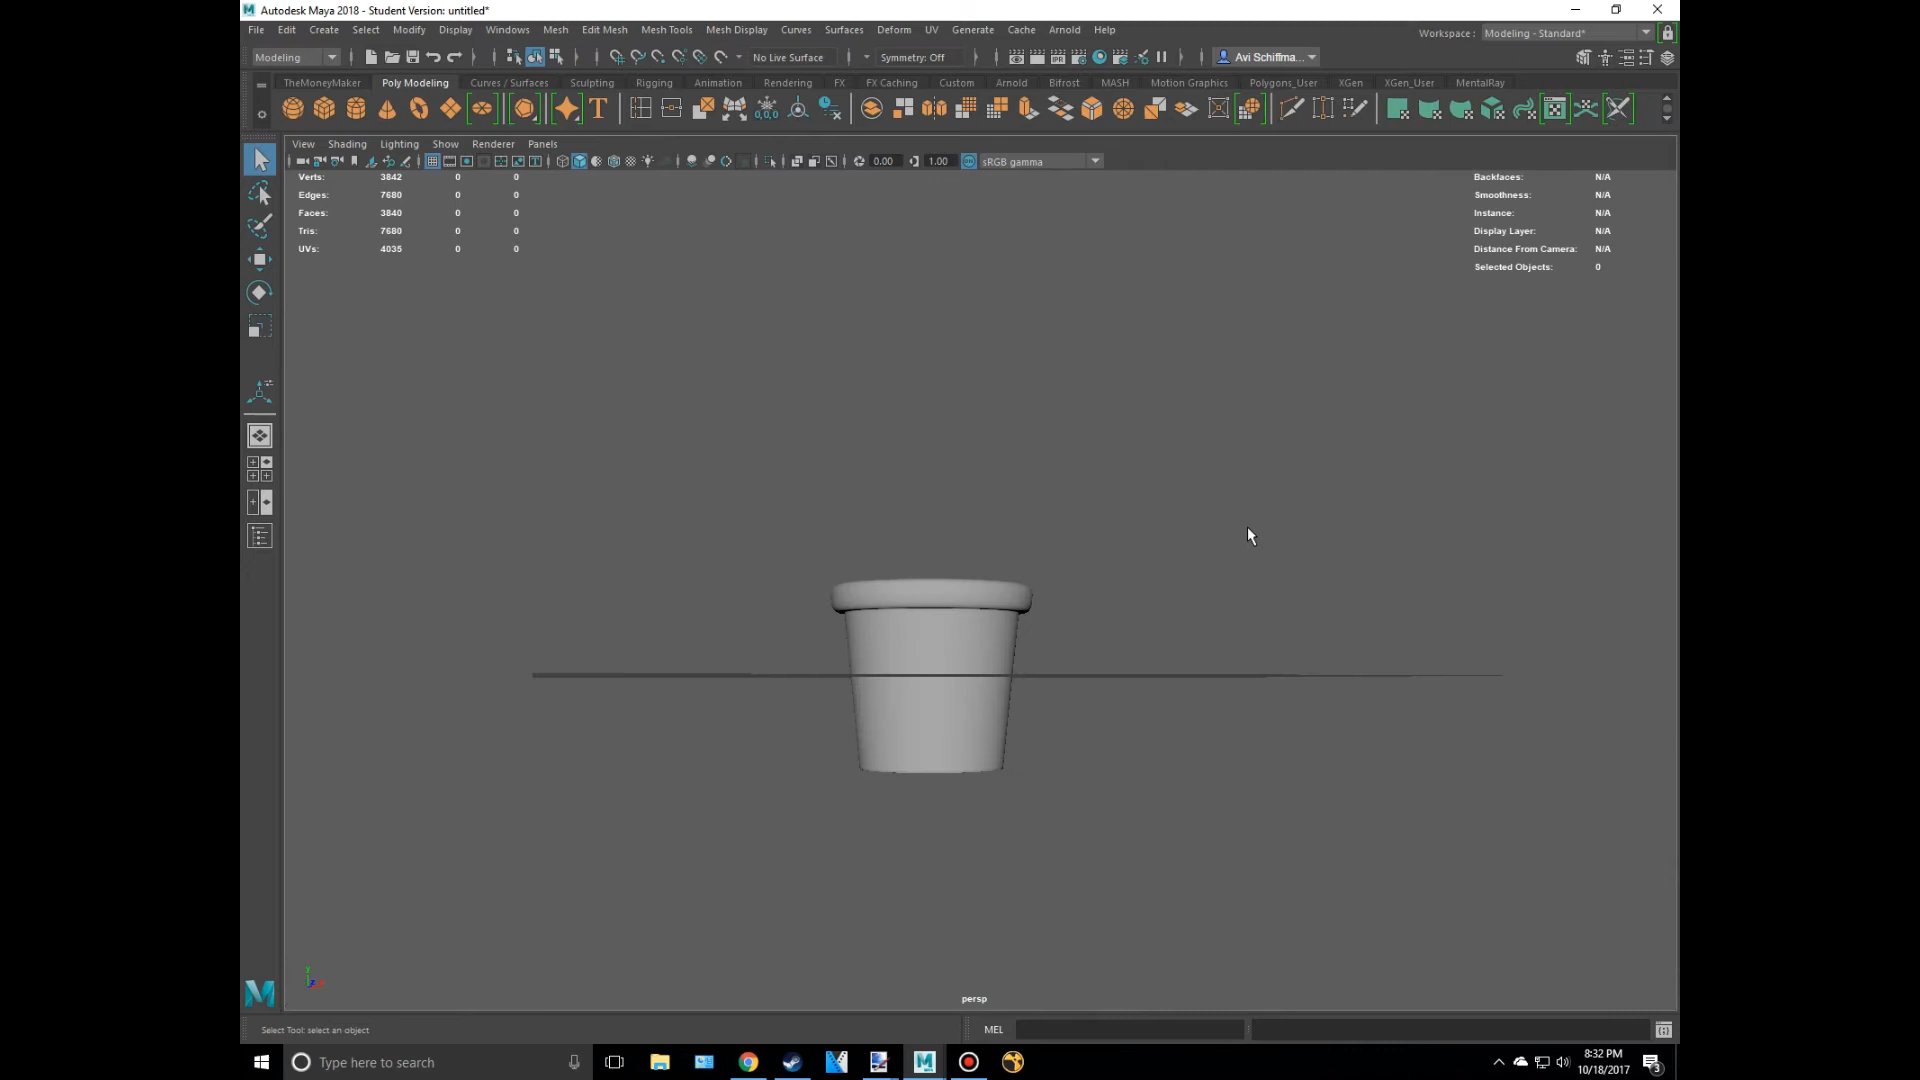 Autodesk Maya 2018 - Student Version: untitled*
File Edit Create Select Modify Display Windows Mesh Edit Mesh Mesh Tools Mesh Display Curves Surfaces Deform UV Generate Cache Arnold Help
Workspace : Modeling - Standard*
Modeling No Live Surface Symmetry: Off Avi Schiffma...
TheMoneyMaker Poly Modeling Curves / Surfaces Sculpting Rigging Animation Rendering FX FX Caching Custom Arnold Bifrost MASH Motion Graphics Polygons_User XGen XGen_User MentalRay
View Shading Lighting Show Renderer Panels
0.00 1.00 sRGB gamma
Verts: 3842 0 0
Edges: 7680 0 0
Faces: 3840 0 0
Tris: 7680 0 0
UVs: 4035 0 0
Backfaces: N/A
Smoothness: N/A
Instance: N/A
Display Layer: N/A
Distance From Camera: N/A
Selected Objects: 0
persp
Select Tool: select an object
MEL
Type here to search
8:32 PM
10/18/2017